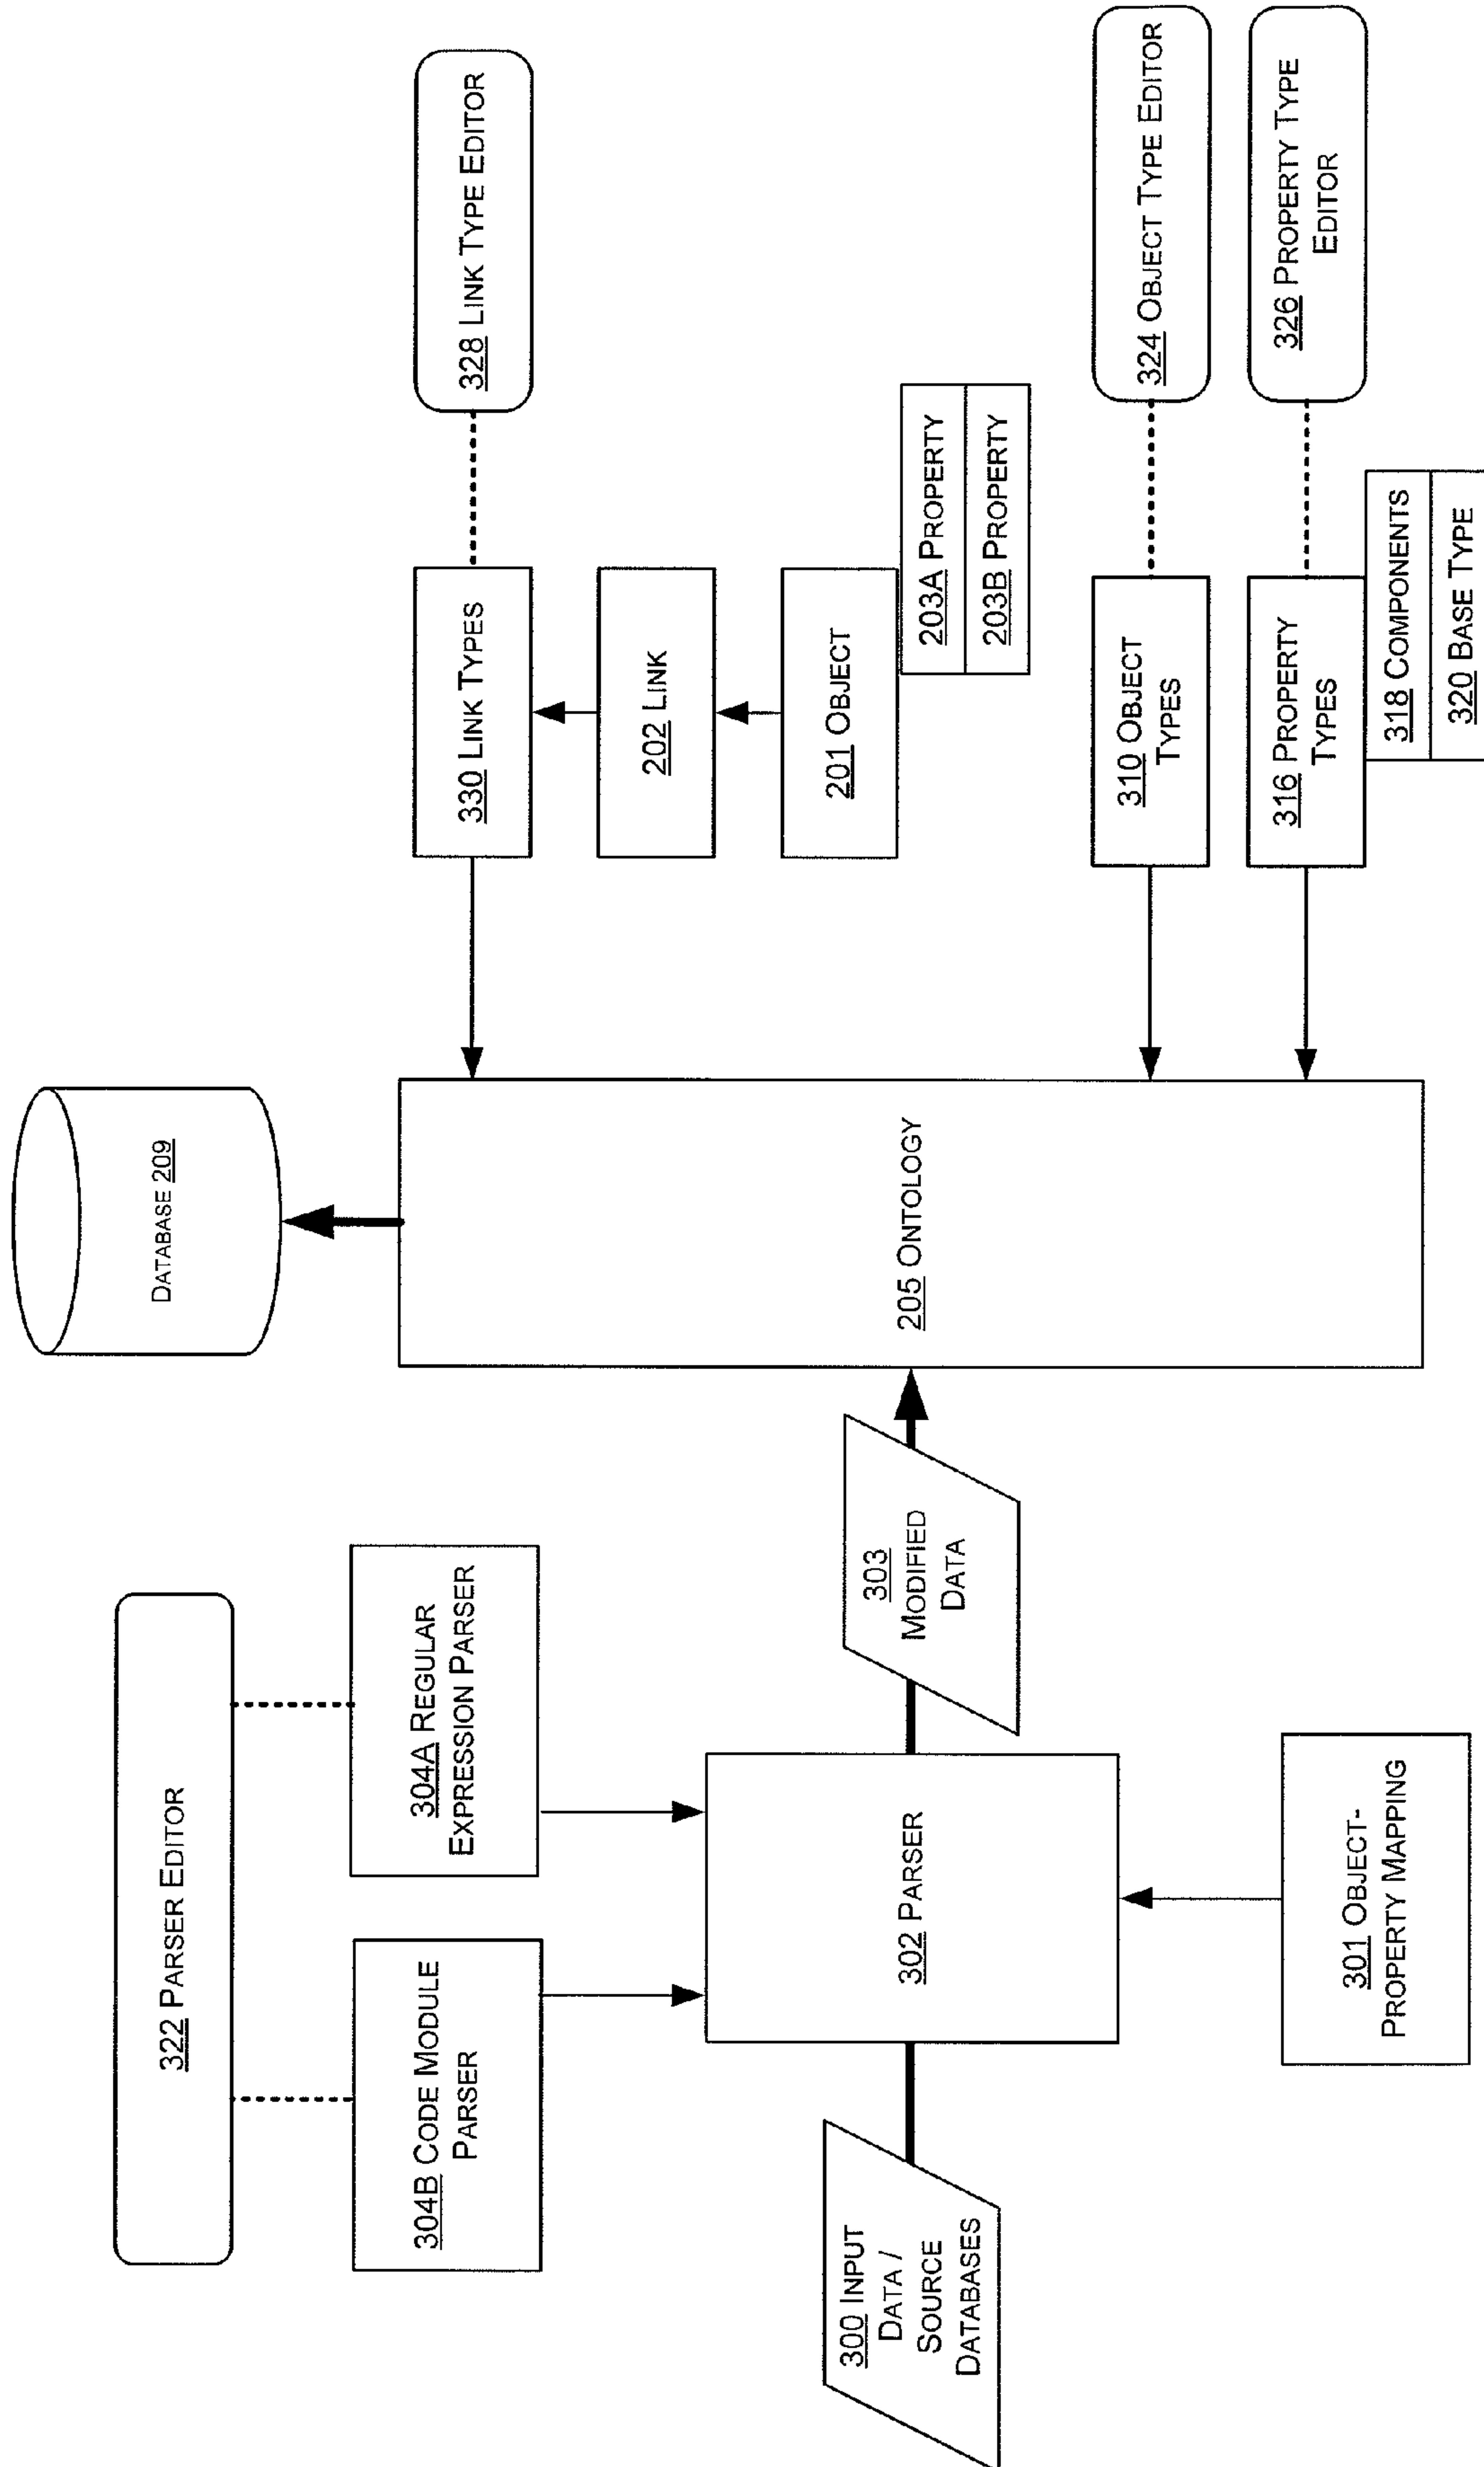 322 PARSER EDITOR
304B CODE MODULE
PARSER
304A REGULAR
EXPRESSION PARSER
300 INPUT
DATA /
SOURCE
DATABASES
302 PARSER
303
MODIFIED
DATA
301 OBJECT-
PROPERTY MAPPING
DATABASE 209
205 ONTOLOGY
330 LINK TYPES
328 LINK TYPE EDITOR
202 LINK
201 OBJECT
203A PROPERTY
203B PROPERTY
310 OBJECT
TYPES
324 OBJECT TYPE EDITOR
316 PROPERTY
TYPES
326 PROPERTY TYPE
EDITOR
318 COMPONENTS
320 BASE TYPE